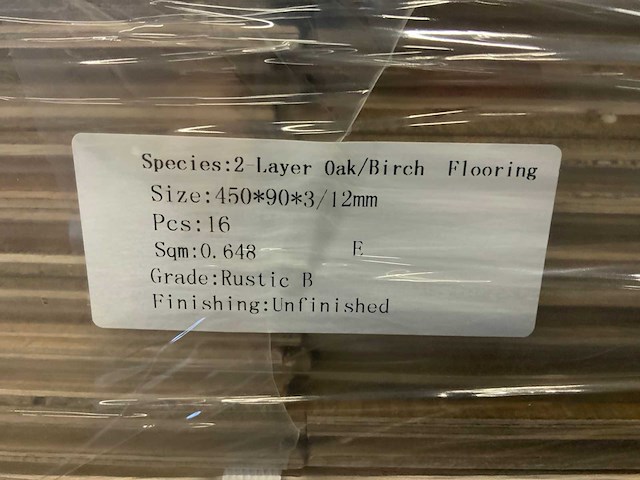 Species:2 Layer Oak/Birch Flooring
Size:450*90*3/12mm
Pcs:16
Sqm:0.648 E
Grade:Rustic B
Finishing:Unfinished